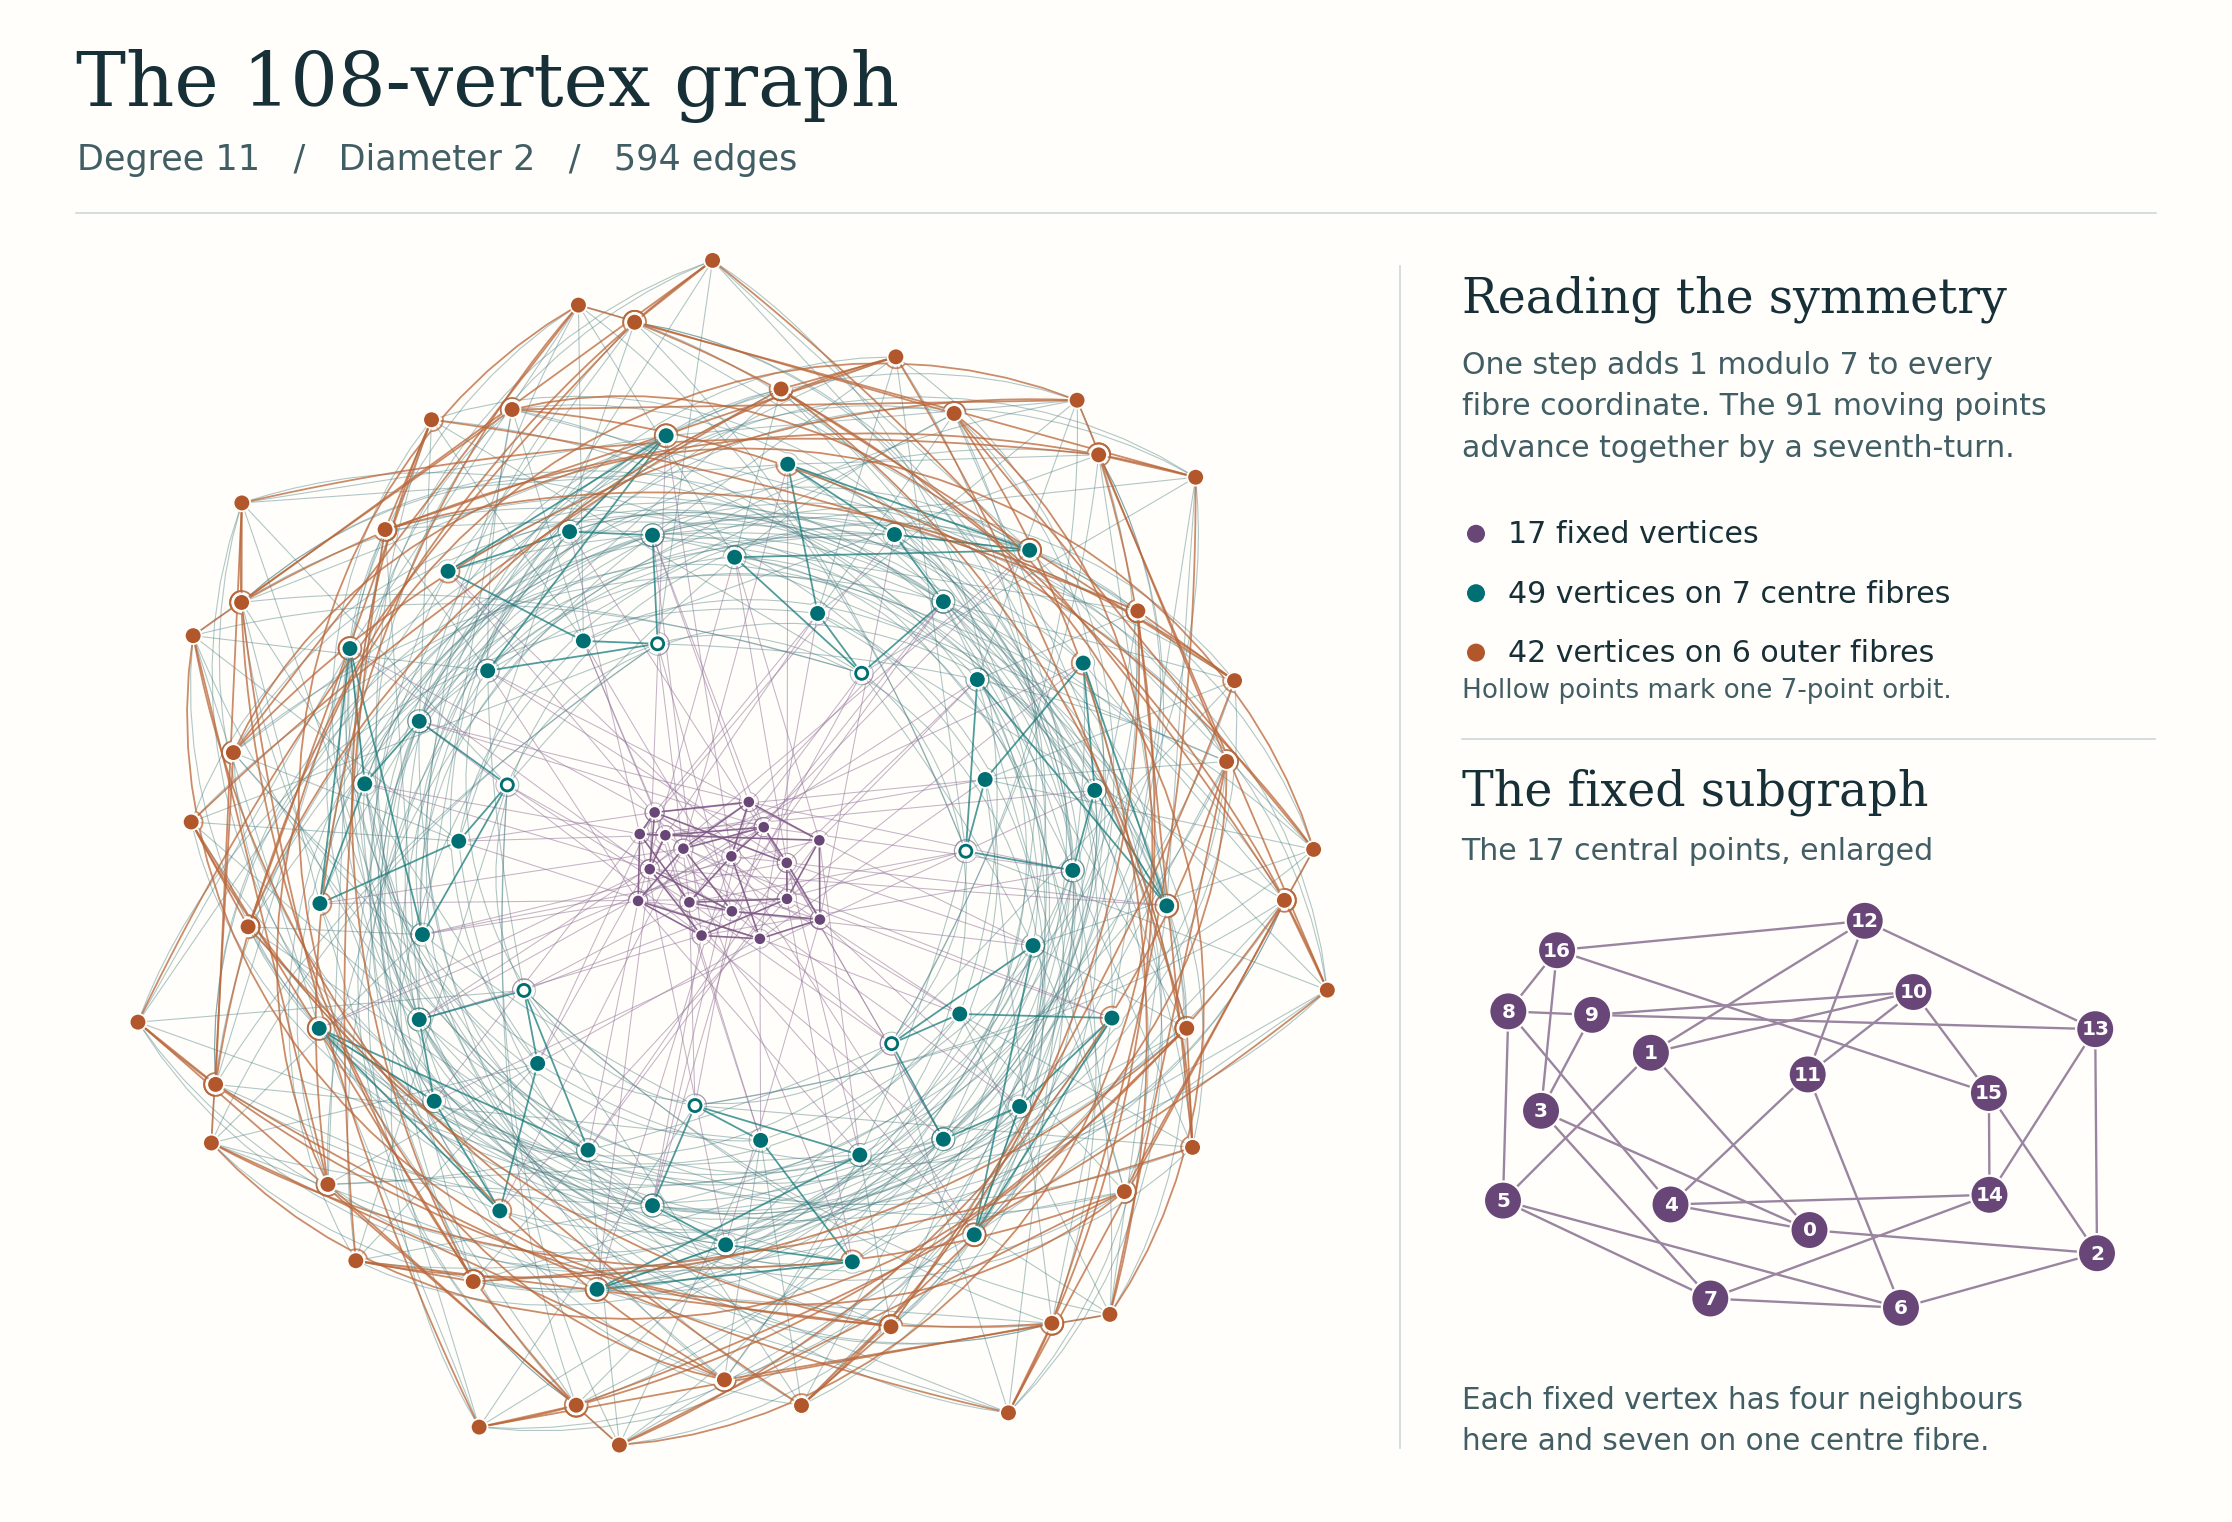 The 108-vertex graph
Degree 11 / Diameter 2 / 594 edges
Reading the symmetry
One step adds 1 modulo 7 to every
fibre coordinate. The 91 moving points
advance together by a seventh-turn.
17 fixed vertices
49 vertices on 7 centre fibres
42 vertices on 6 outer fibres
Hollow points mark one 7-point orbit.
The fixed subgraph
The 17 central points, enlarged
12
16
10
8
9
13
1
11
15
3
14
5
4
0
2
7
6
Each fixed vertex has four neighbours
here and seven on one centre fibre.